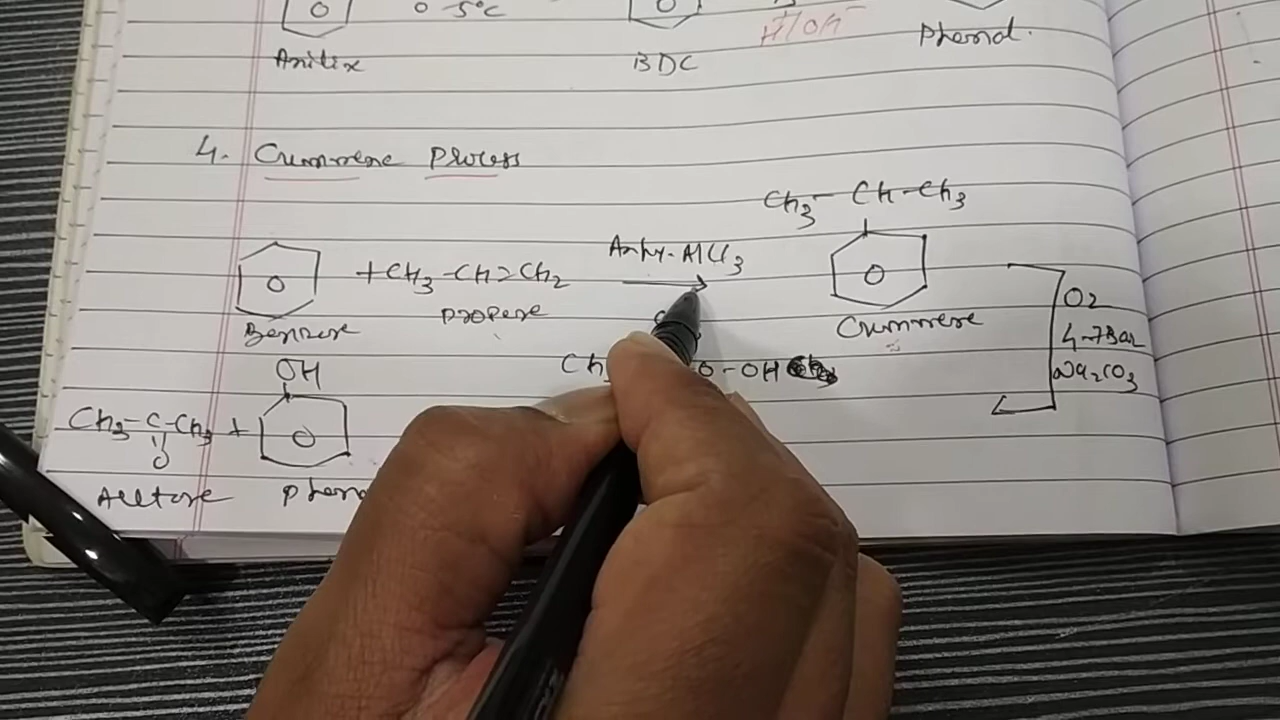 0-5°C
H⁺/OH⁻
BDC
Phenol.
4. Cummene Process
CH3 - CH - CH3
+ CH3 - CH = CH2
Anhy. AlCl3
Benzene
Propene
Cummene
O2
4-7 Bar
Na2CO3
O - OH
OH
CH3 - C - CH3 +
O
Acetone